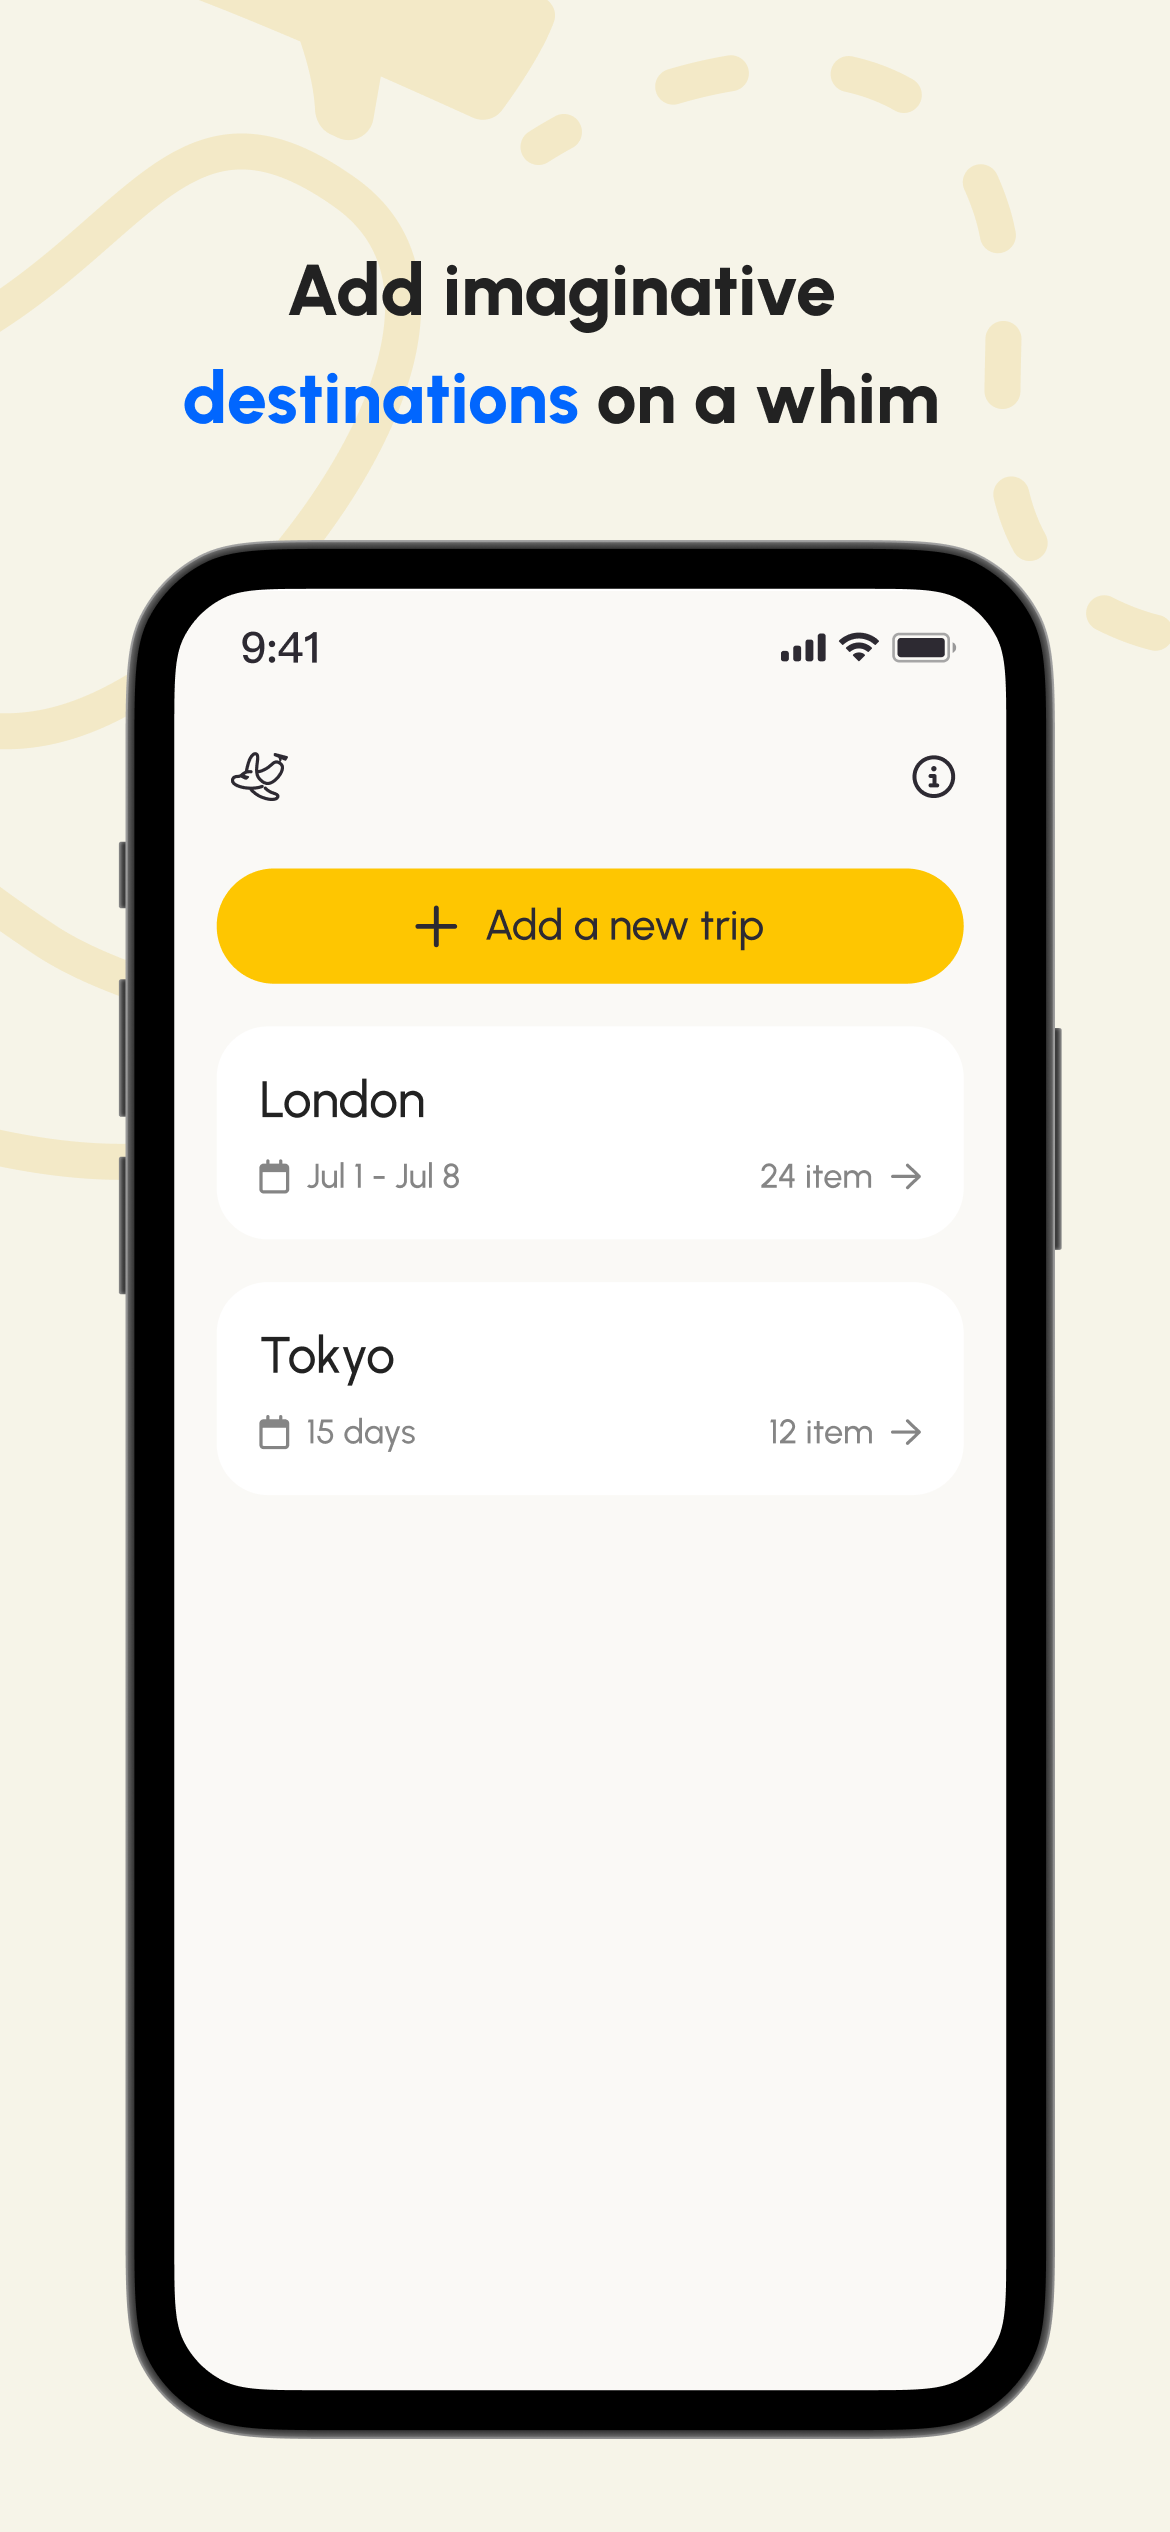 Add imaginative
destinations on a whim
9:41
Add a new trip
London
Jul 1 - Jul 8
24 item
Tokyo
15 days
12 item